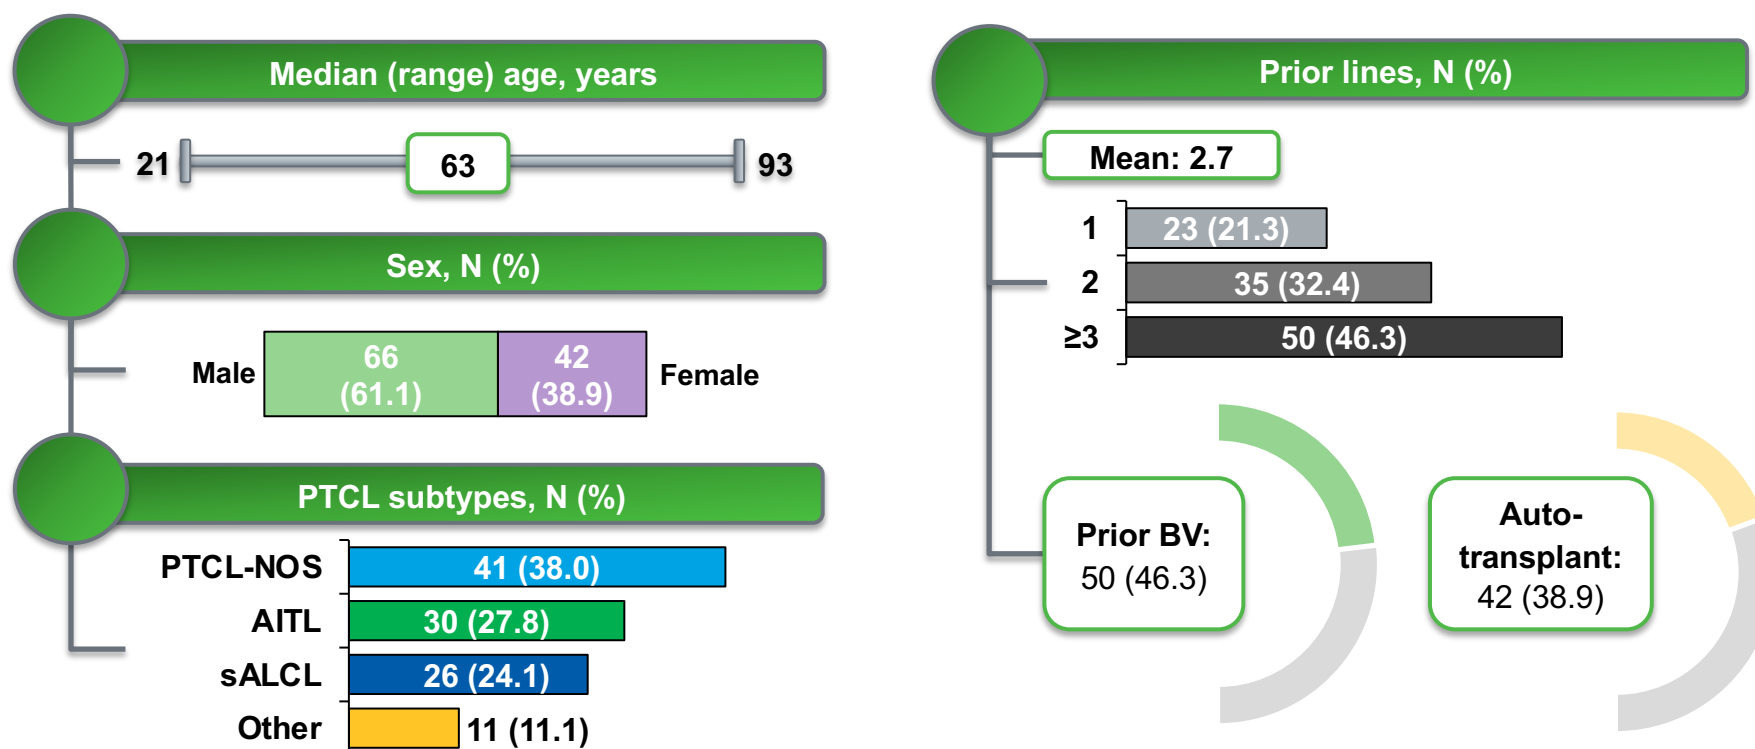 Median (range) age, years
21
63
93
Sex, N (%)
Male
66
(61.1)
42
(38.9)
Female
PTCL subtypes, N (%)
PTCL-NOS
41 (38.0)
AITL
30 (27.8)
sALCL
26 (24.1)
Other
11 (11.1)
Prior lines, N (%)
Mean: 2.7
1
23 (21.3)
2
35 (32.4)
≥3
50 (46.3)
Prior BV:
50 (46.3)
Auto-
transplant:
42 (38.9)